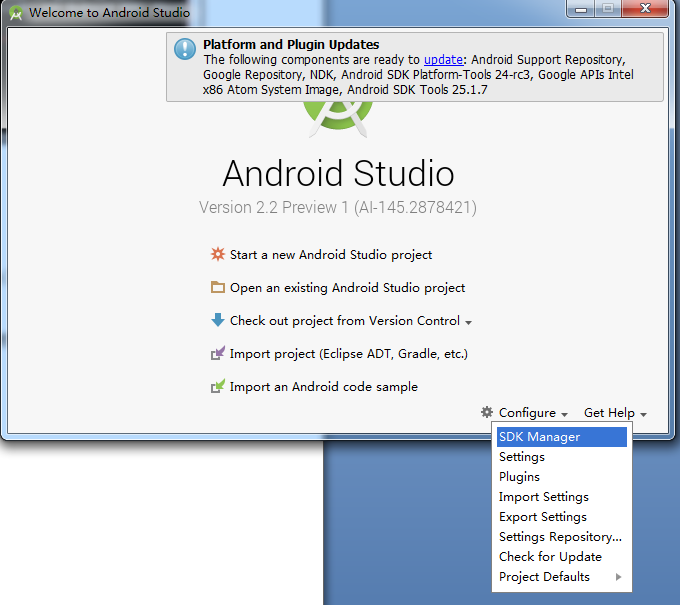 Welcome to Android Studio
Platform and Plugin Updates
The following components are ready to update: Android Support Repository,
Google Repository, NDK, Android SDK Platform-Tools 24-rc3, Google APIs Intel
x86 Atom System Image, Android SDK Tools 25.1.7
Android Studio
Version 2.2 Preview 1 (AI-145.2878421)
Start a new Android Studio project
Open an existing Android Studio project
Check out project from Version Control
Import project (Eclipse ADT, Gradle, etc.)
Import an Android code sample
Configure Get Help
SDK Manager
Settings
Plugins
Import Settings
Export Settings
Settings Repository...
Check for Update
Project Defaults